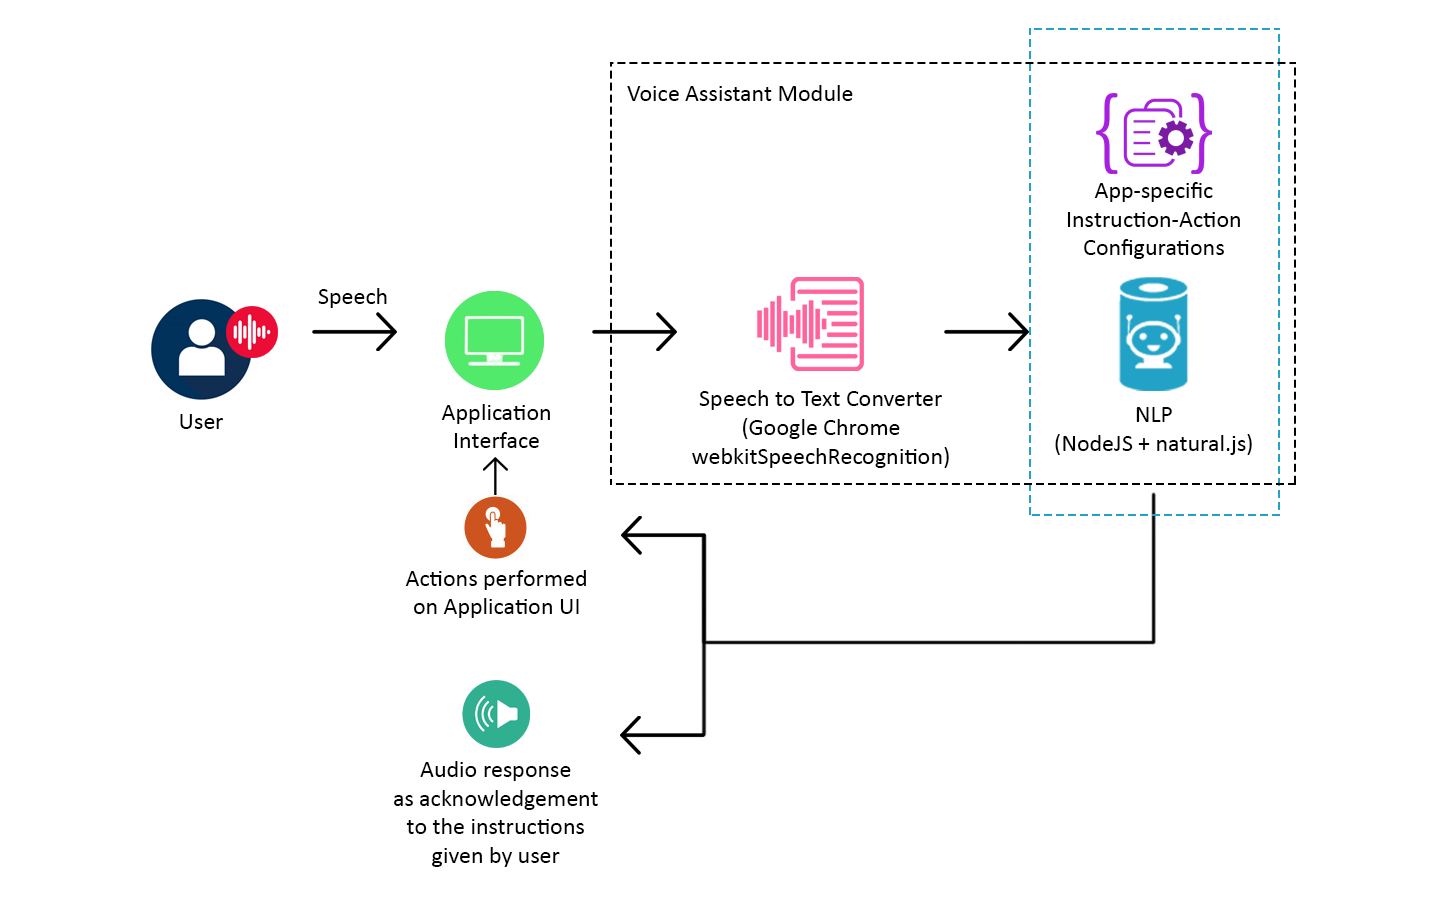 Voice Assistant Module
App-specific
Instruction-Action
Configurations
Speech
User
Application
Interface
Speech to Text Converter
(Google Chrome
webkitSpeechRecognition)
NLP
(NodeJS + natural.js)
Actions performed
on Application UI
Audio response
as acknowledgement
to the instructions
given by user